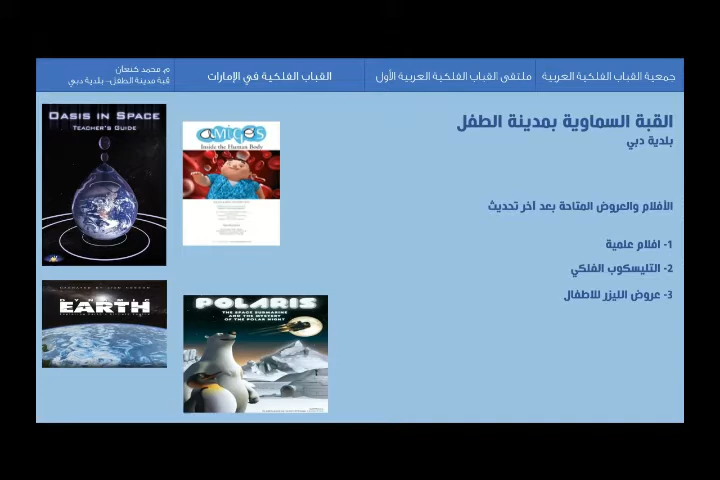 جمعية القباب الفلكية العربية
ملتقى القباب الفلكية العربية الأول
القباب الفلكية في الإمارات
م. محمد كنعان
قبة مدينة الطفل - بلدية دبي
القبة السماوية بمدينة الطفل
بلدية دبي
الأفلام والعروض المتاحة بعد آخر تحديث
1- افلام علمية
2- التليسكوب الفلكي
3- عروض الليزر للاطفال
OASIS IN SPACE
TEACHER'S GUIDE
AMIGOS
Inside the Human Body
DYNAMIC
EARTH
POLARIS
THE SPACE SUBMARINE
AND THE MYSTERY
OF THE POLAR NIGHT